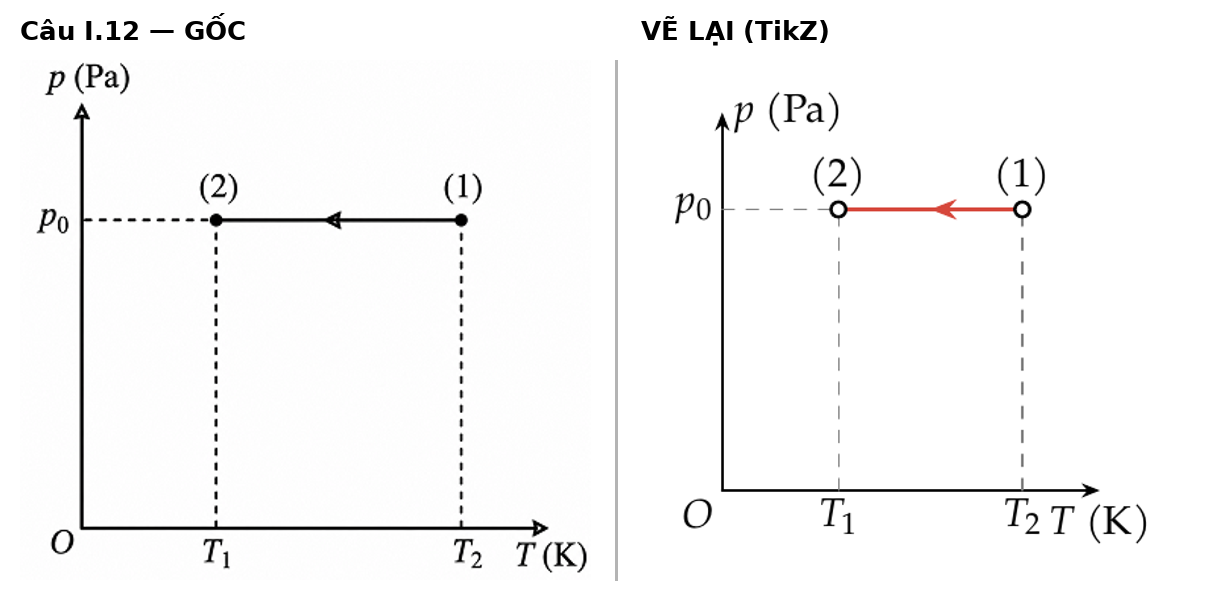 Câu I.12 — GỐC
p (Pa)
(2) (1)
p₀
O T₁ T₂ T (K)
VẼ LẠI (TikZ)
p (Pa)
(2) (1)
p₀
O T₁ T₂ T (K)